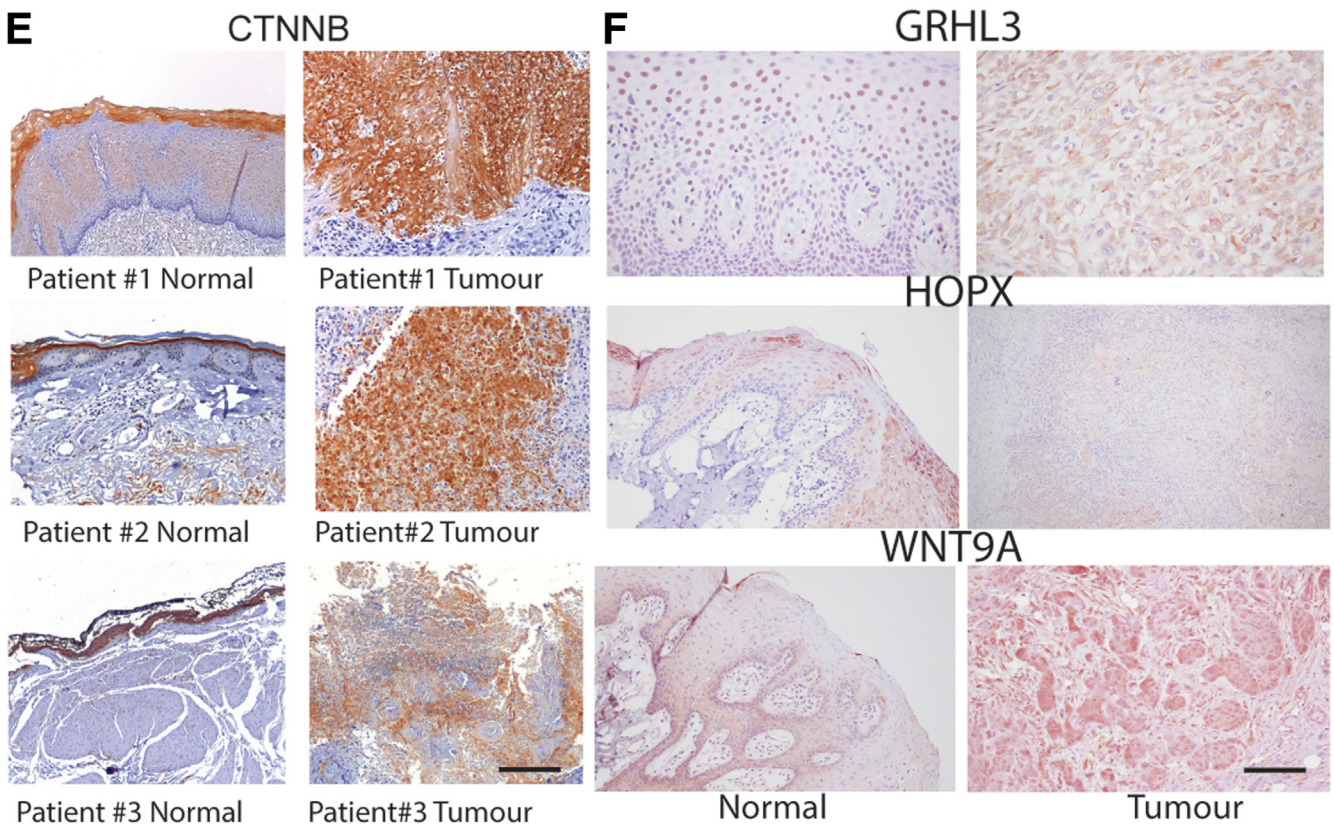 E
CTNNB
Patient #1 Normal
Patient#1 Tumour
Patient #2 Normal
Patient#2 Tumour
Patient #3 Normal
Patient#3 Tumour
F
GRHL3
HOPX
WNT9A
Normal
Tumour